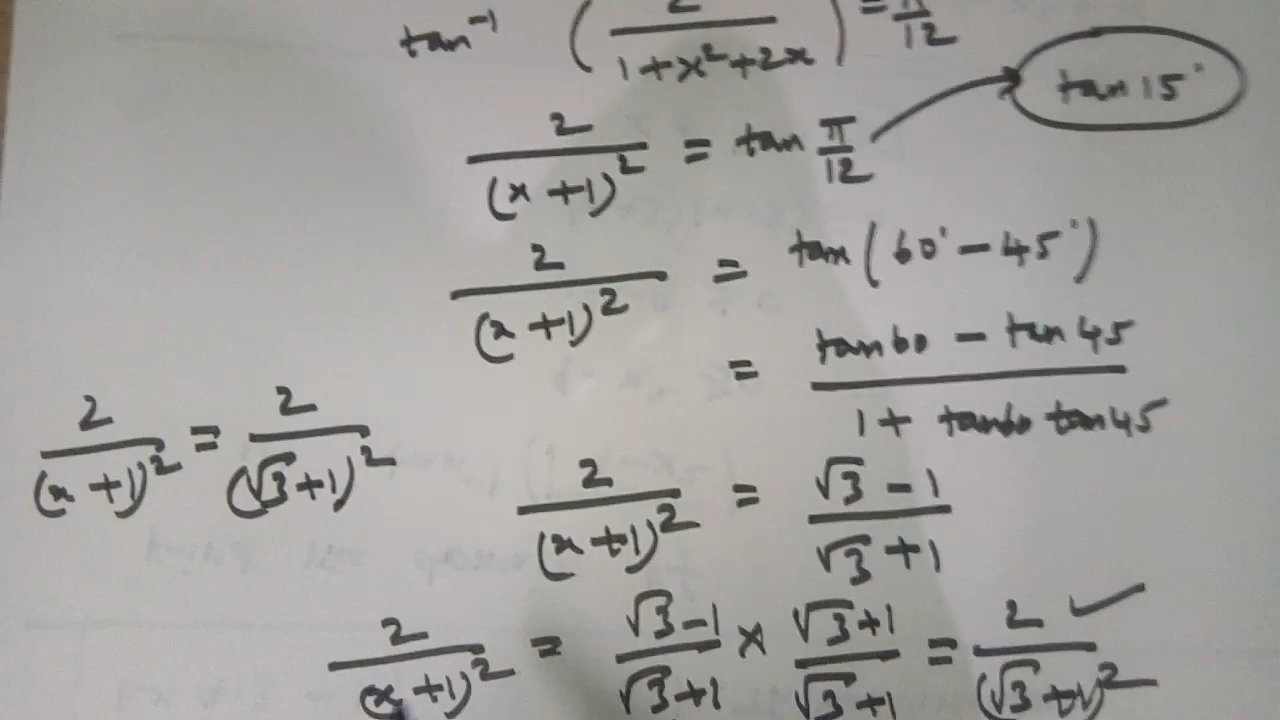 tan⁻¹ (2/(1+x²+2x)) = π/12
tan 15°
2/(x+1)² = tan π/12
2/(x+1)² = tan(60° − 45°)
= (tan60 − tan45)/(1+ tan60 tan45)
2/(x+1)² = 2/(√3+1)²
2/(x+1)² = (√3 − 1)/(√3 + 1)
2/(x+1)² = (√3−1)/(√3+1) × (√3+1)/(√3+1) = 2/(√3+1)² ✓